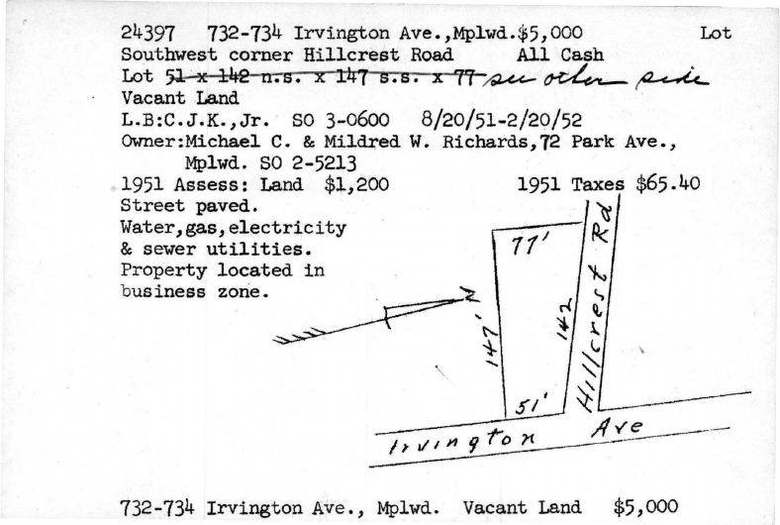 24397 732-734 Irvington Ave.,Mplwd.$5,000 Lot
Southwest corner Hillcrest Road All Cash
Lot 51 x 142 n.s. x 147 s.s. x 77 see other side
Vacant Land
L.B:C.J.K.,Jr. SO 3-0600 8/20/51-2/20/52
Owner:Michael C. & Mildred W. Richards,72 Park Ave.,
Mplwd. SO 2-5213
1951 Assess: Land $1,200 1951 Taxes $65.40
Street paved.
Water,gas,electricity
& sewer utilities.
Property located in
business zone.
77'
Hillcrest Rd
N
147'
142
51'
Irvington Ave
732-734 Irvington Ave., Mplwd. Vacant Land $5,000